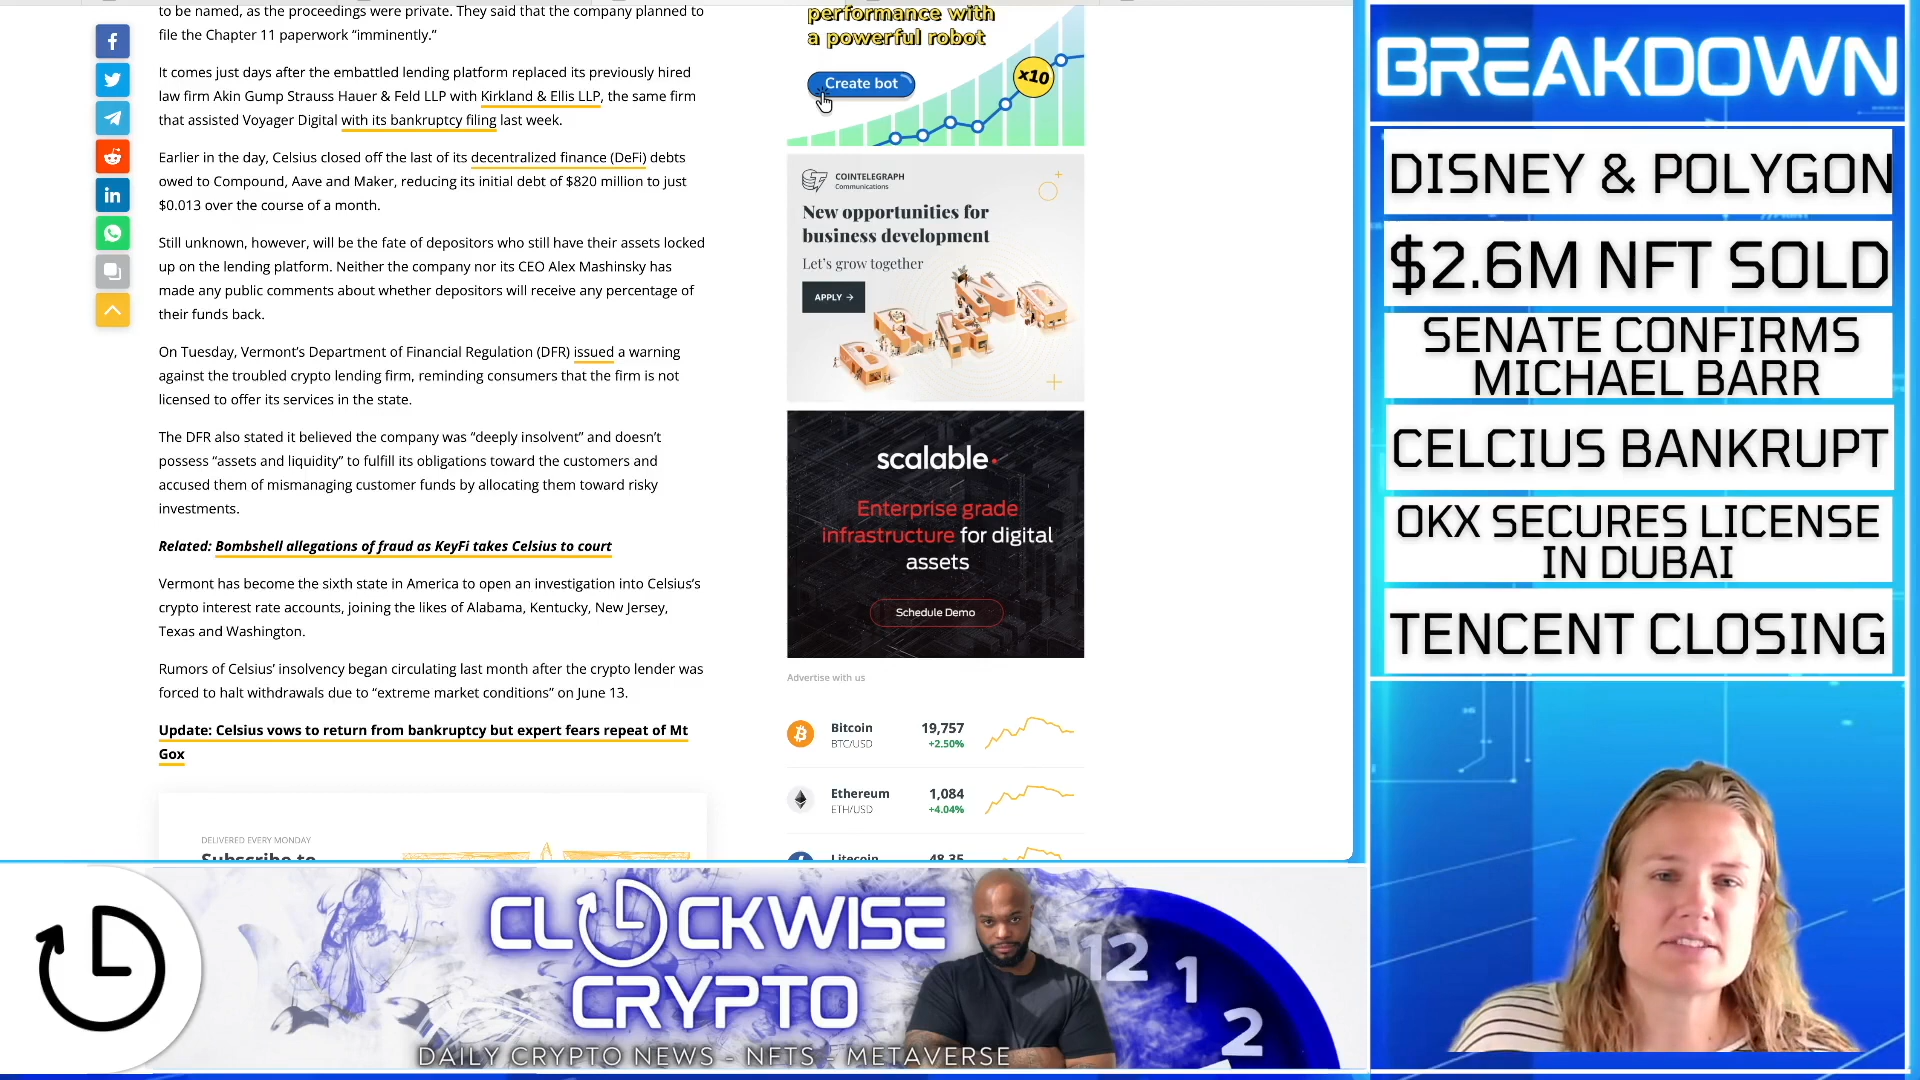 to be named, as the proceedings were private. They said that the company planned to
file the Chapter 11 paperwork “imminently.”
It comes just days after the embattled lending platform replaced its previously hired
law firm Akin Gump Strauss Hauer & Feld LLP with Kirkland & Ellis LLP, the same firm
that assisted Voyager Digital with its bankruptcy filing last week.
Earlier in the day, Celsius closed off the last of its decentralized finance (DeFi) debts
owed to Compound, Aave and Maker, reducing its initial debt of $820 million to just
$0.013 over the course of a month.
Still unknown, however, will be the fate of depositors who still have their assets locked
up on the lending platform. Neither the company nor its CEO Alex Mashinsky has
made any public comments about whether depositors will receive any percentage of
their funds back.
On Tuesday, Vermont’s Department of Financial Regulation (DFR) issued a warning
against the troubled crypto lending firm, reminding consumers that the firm is not
licensed to offer its services in the state.
The DFR also stated it believed the company was “deeply insolvent” and doesn’t
possess “assets and liquidity” to fulfill its obligations toward the customers and
accused them of mismanaging customer funds by allocating them toward risky
investments.
Related: Bombshell allegations of fraud as KeyFi takes Celsius to court
Vermont has become the sixth state in America to open an investigation into Celsius’s
crypto interest rate accounts, joining the likes of Alabama, Kentucky, New Jersey,
Texas and Washington.
Rumors of Celsius’ insolvency began circulating last month after the crypto lender was
forced to halt withdrawals due to “extreme market conditions” on June 13.
Update: Celsius vows to return from bankruptcy but expert fears repeat of Mt
Gox
DELIVERED EVERY MONDAY
Subscribe to
performance with
a powerful robot
Create bot
x10
COINTELEGRAPH
Communications
New opportunities for
business development
Let’s grow together
APPLY →
BRAND
scalable
Enterprise grade
infrastructure for digital
assets
Schedule Demo
Advertise with us
Bitcoin 19,757
BTC/USD +2.50%
Ethereum 1,084
ETH/USD +4.04%
Litecoin 48.35
BREAKDOWN
DISNEY & POLYGON
$2.6M NFT SOLD
SENATE CONFIRMS
MICHAEL BARR
CELCIUS BANKRUPT
OKX SECURES LICENSE
IN DUBAI
TENCENT CLOSING
CLOCKWISE
CRYPTO
DAILY CRYPTO NEWS - NFTS - METAVERSE
12
1
2